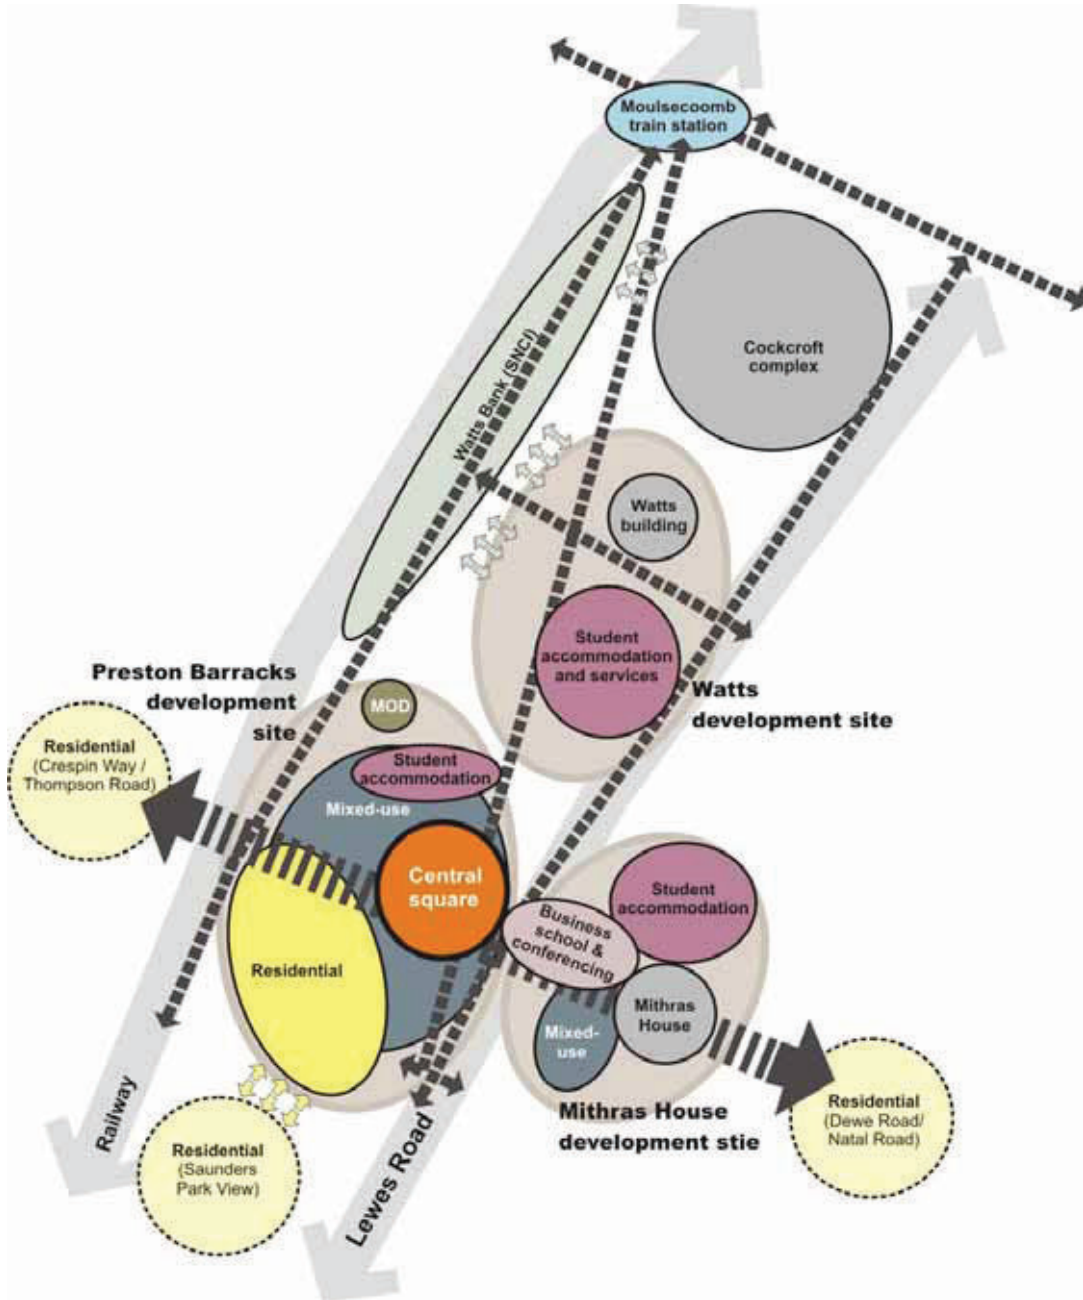 Moulsecoomb
train station
Cockcroft
complex
Watts Bank (SNCI)
Watts
building
Student
accommodation
and services
Watts
development site
Preston Barracks
development
site
MOD
Residential
(Crespin Way /
Thompson Road)
Student
accommodation
Mixed-use
Central
square
Residential
Student
accommodation
Business
school &
conferencing
Mithras
House
Mixed-
use
Mithras House
development stie
Residential
(Dewe Road/
Natal Road)
Railway
Residential
(Saunders
Park View)
Lewes Road